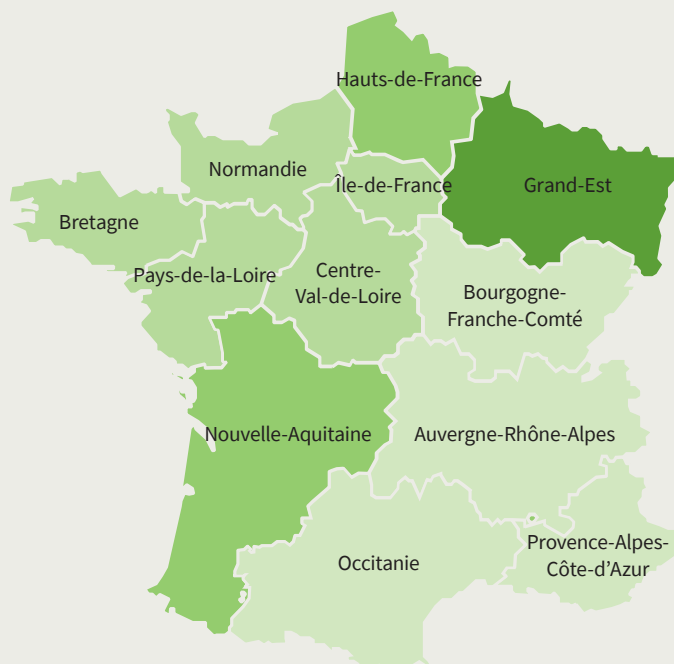 Hauts-de-France
Normandie
Île-de-France
Grand-Est
Bretagne
Pays-de-la-Loire
Centre-
Val-de-Loire
Bourgogne-
Franche-Comté
Nouvelle-Aquitaine
Auvergne-Rhône-Alpes
Occitanie
Provence-Alpes-
Côte-d’Azur